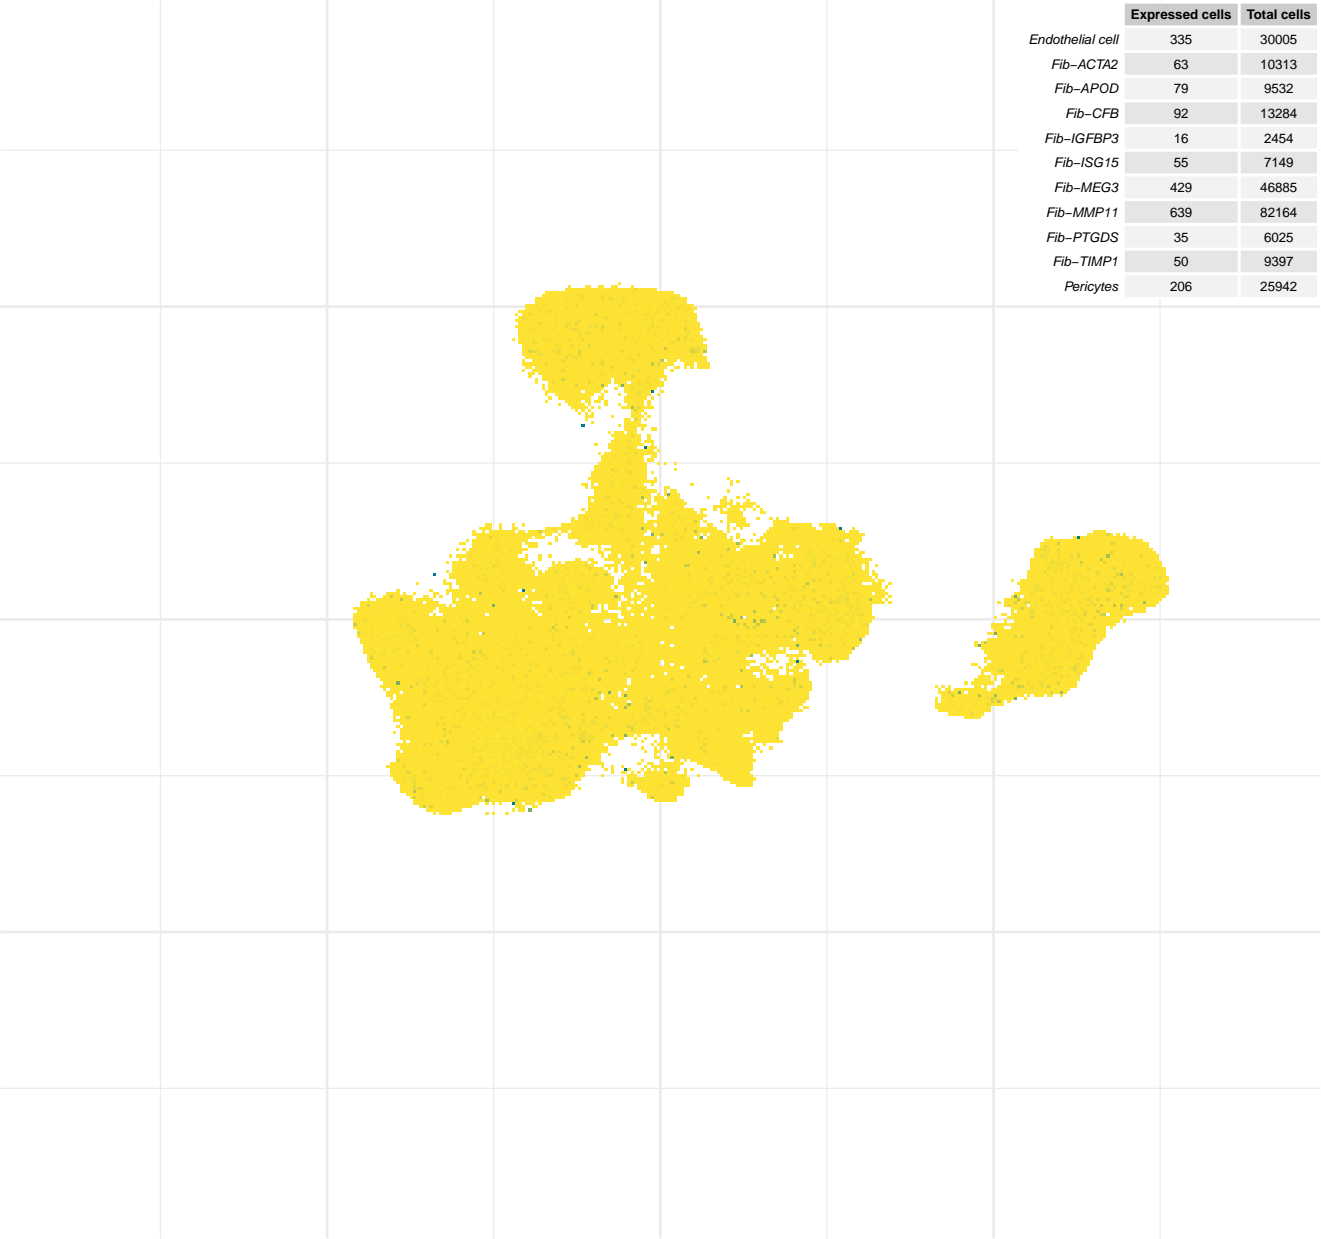 Expressed cells Total cells
Endothelial cell 335 30005
Fib−ACTA2 63 10313
Fib−APOD 79 9532
Fib−CFB 92 13284
Fib−IGFBP3 16 2454
Fib−ISG15 55 7149
Fib−MEG3 429 46885
Fib−MMP11 639 82164
Fib−PTGDS 35 6025
Fib−TIMP1 50 9397
Pericytes 206 25942